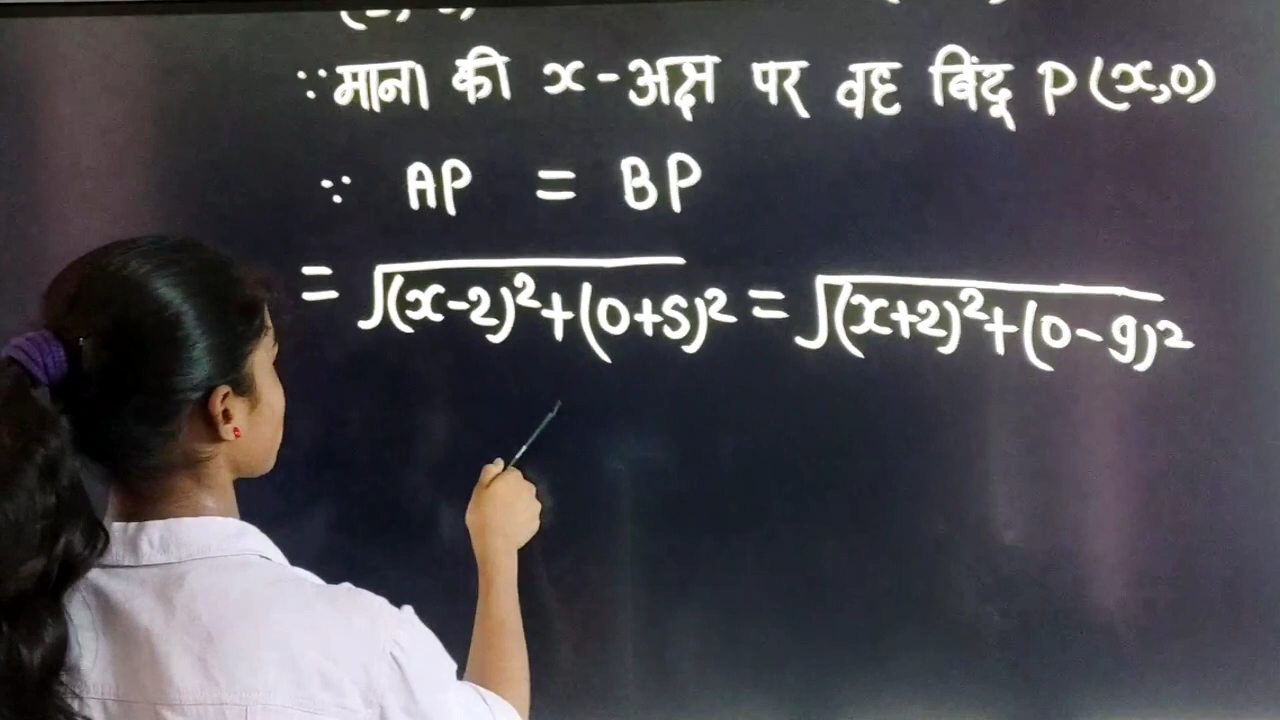 ∵ माना की x-अक्ष पर वह बिंदू P(x,0)
∵ AP = BP
= √(x-2)²+(0+5)² = √(x+2)²+(0-9)²